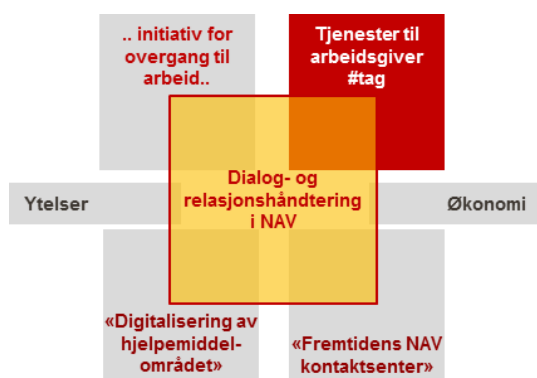 .. initiativ for
overgang til
arbeid..
Tjenester til
arbeidsgiver
#tag
Dialog- og
relasjonshåndtering
i NAV
Ytelser
Økonomi
«Digitalisering av
hjelpemiddel-
området»
«Fremtidens NAV
kontaktsenter»